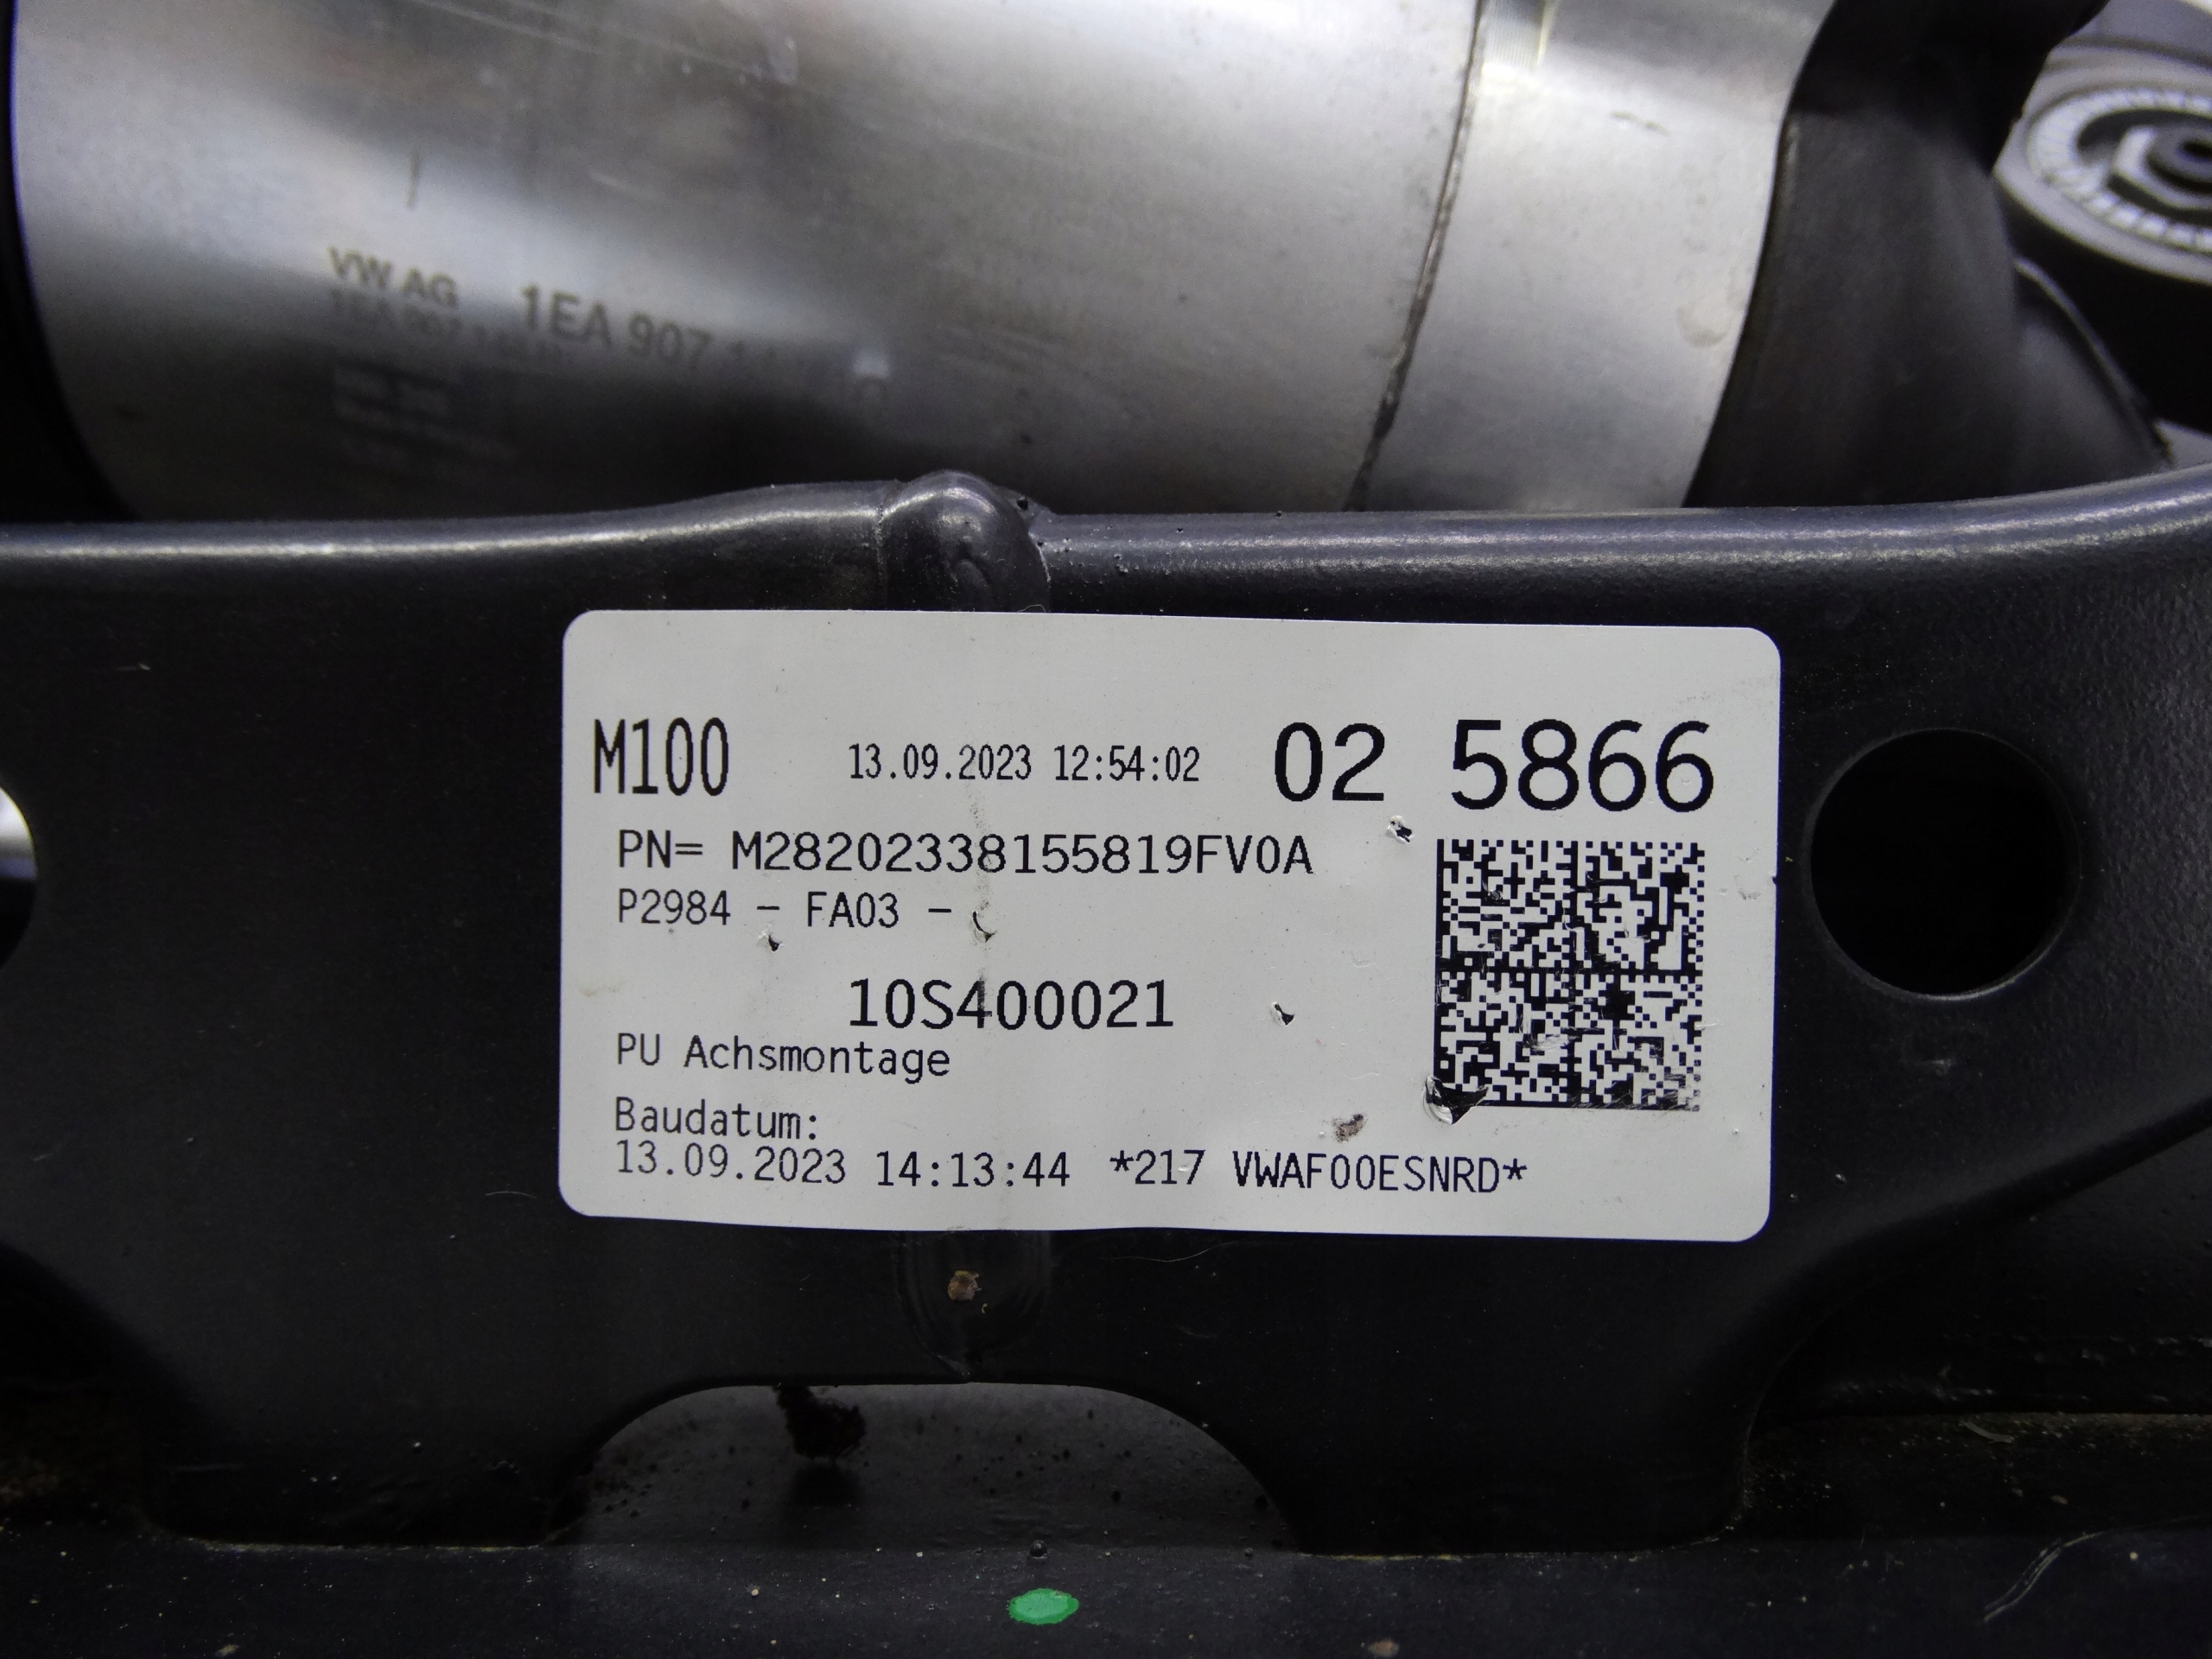 VW AG 1EA 907
M100 13.09.2023 12:54:02 02 5866
PN= M28202338155819FV0A
P2984 - FA03 -
10S400021
PU Achsmontage
Baudatum:
13.09.2023 14:13:44 *217 VWAF00ESNRD*